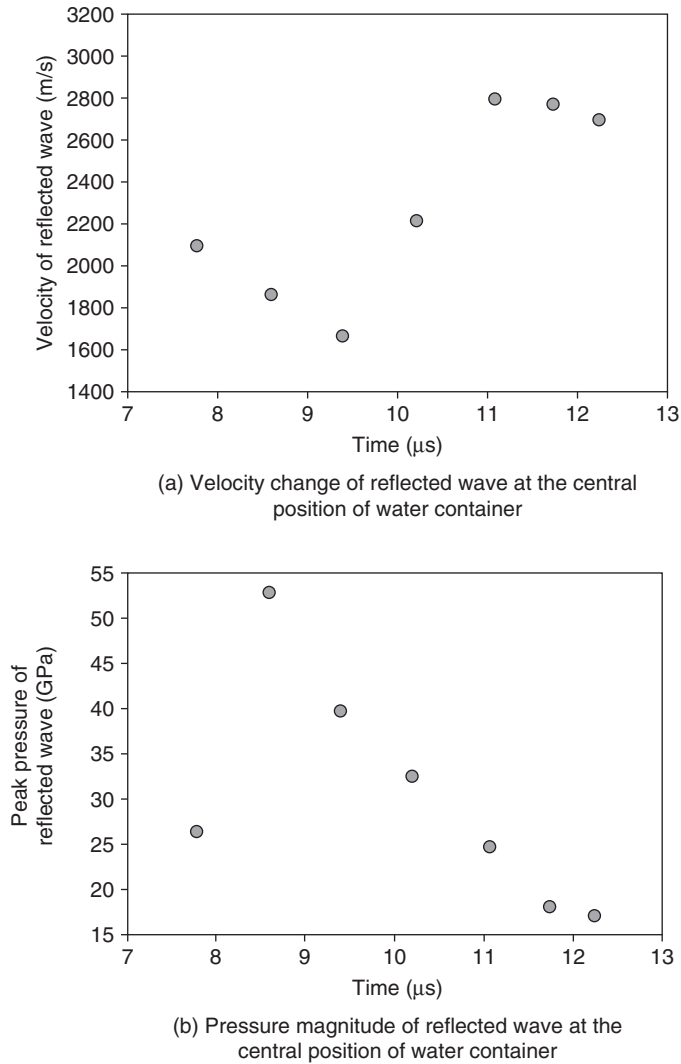 3200
3000
2800
2600
2400
2200
2000
1800
1600
1400
7 8 9 10 11 12 13
Velocity of reflected wave (m/s)
Time (μs)
(a) Velocity change of reflected wave at the central
position of water container
55
50
45
40
35
30
25
20
15
7 8 9 10 11 12 13
Peak pressure of
reflected wave (GPa)
Time (μs)
(b) Pressure magnitude of reflected wave at the
central position of water container